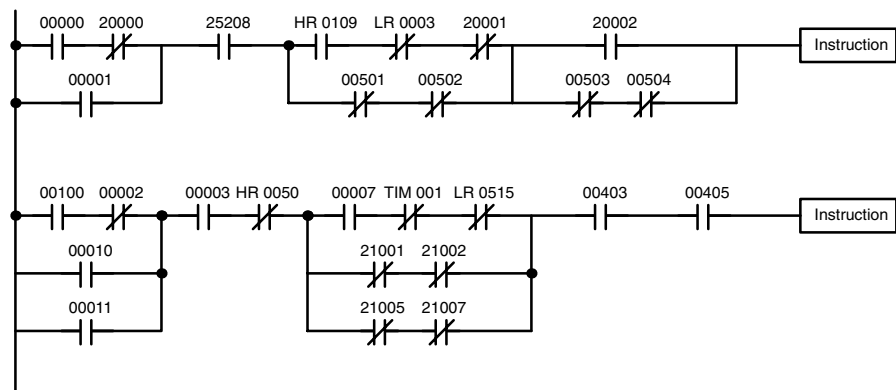 00000 20000 25208 HR 0109 LR 0003 20001 20002
Instruction
00001 00501 00502 00503 00504
00100 00002 00003 HR 0050 00007 TIM 001 LR 0515 00403 00405
Instruction
00010 21001 21002
00011 21005 21007